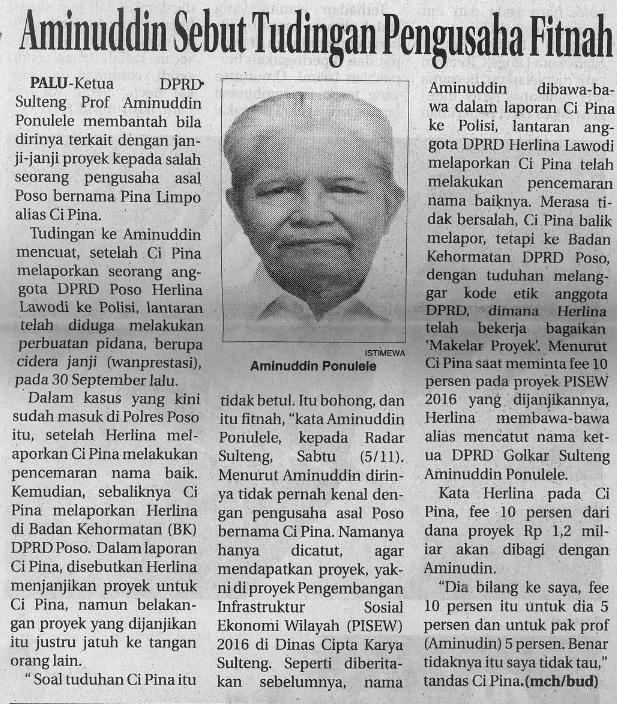 Aminuddin Sebut Tudingan Pengusaha Fitnah
PALU-Ketua DPRD
Sulteng Prof Aminuddin
Ponulele membantah bila
dirinya terkait dengan jan-
ji-janji proyek kepada salah
seorang pengusaha asal
Poso bernama Pina Limpo
alias Ci Pina.
Tudingan ke Aminuddin
mencuat, setelah Ci Pina
melaporkan seorang ang-
gota DPRD Poso Herlina
Lawodi ke Polisi, lantaran
telah diduga melakukan
perbuatan pidana, berupa
cidera janji (wanprestasi),
pada 30 September lalu.
Dalam kasus yang kini
sudah masuk di Polres Poso
itu, setelah Herlina mel-
aporkan Ci Pina melakukan
pencemaran nama baik.
Kemudian, sebaliknya Ci
Pina melaporkan Herlina
di Badan Kehormatan (BK)
DPRD Poso. Dalam laporan
Ci Pina, disebutkan Herlina
menjanjikan proyek untuk
Ci Pina, namun belakan-
gan proyek yang dijanjikan
itu justru jatuh ke tangan
orang lain.
"Soal tuduhan Ci Pina itu
ISTIMEWA
Aminuddin Ponulele
tidak betul. Itu bohong, dan
itu fitnah, "kata Aminuddin
Ponulele, kepada Radar
Sulteng, Sabtu (5/11).
Menurut Aminuddin dirin-
ya tidak pernah kenal den-
gan pengusaha asal Poso
bernama Ci Pina. Namanya
hanya dicatut, agar
mendapatkan proyek, yak-
ni di proyek Pengembangan
Infrastruktur Sosial
Ekonomi Wilayah (PISEW)
2016 di Dinas Cipta Karya
Sulteng. Seperti diberita-
kan sebelumnya, nama
Aminuddin dibawa-ba-
wa dalam laporan Ci Pina
ke Polisi, lantaran ang-
gota DPRD Herlina Lawodi
melaporkan Ci Pina telah
melakukan pencemaran
nama baiknya. Merasa ti-
dak bersalah, Ci Pina balik
melapor, tetapi ke Badan
Kehormatan DPRD Poso,
dengan tuduhan melang-
gar kode etik anggota
DPRD, dimana Herlina
telah bekerja bagaikan
'Makelar Proyek'. Menurut
Ci Pina saat meminta fee 10
persen pada proyek PISEW
2016 yang dijanjikannya,
Herlina membawa-bawa
alias mencatut nama ket-
ua DPRD Golkar Sulteng
Aminuddin Ponulele.
Kata Herlina pada Ci
Pina, fee 10 persen dari
dana proyek Rp 1,2 mil-
iar akan dibagi dengan
Aminudin.
"Dia bilang ke saya, fee
10 persen itu untuk dia 5
persen dan untuk pak prof
(Aminudin) 5 persen. Benar
tidaknya itu saya tidak tau,"
tandas Ci Pina.(mch/bud)